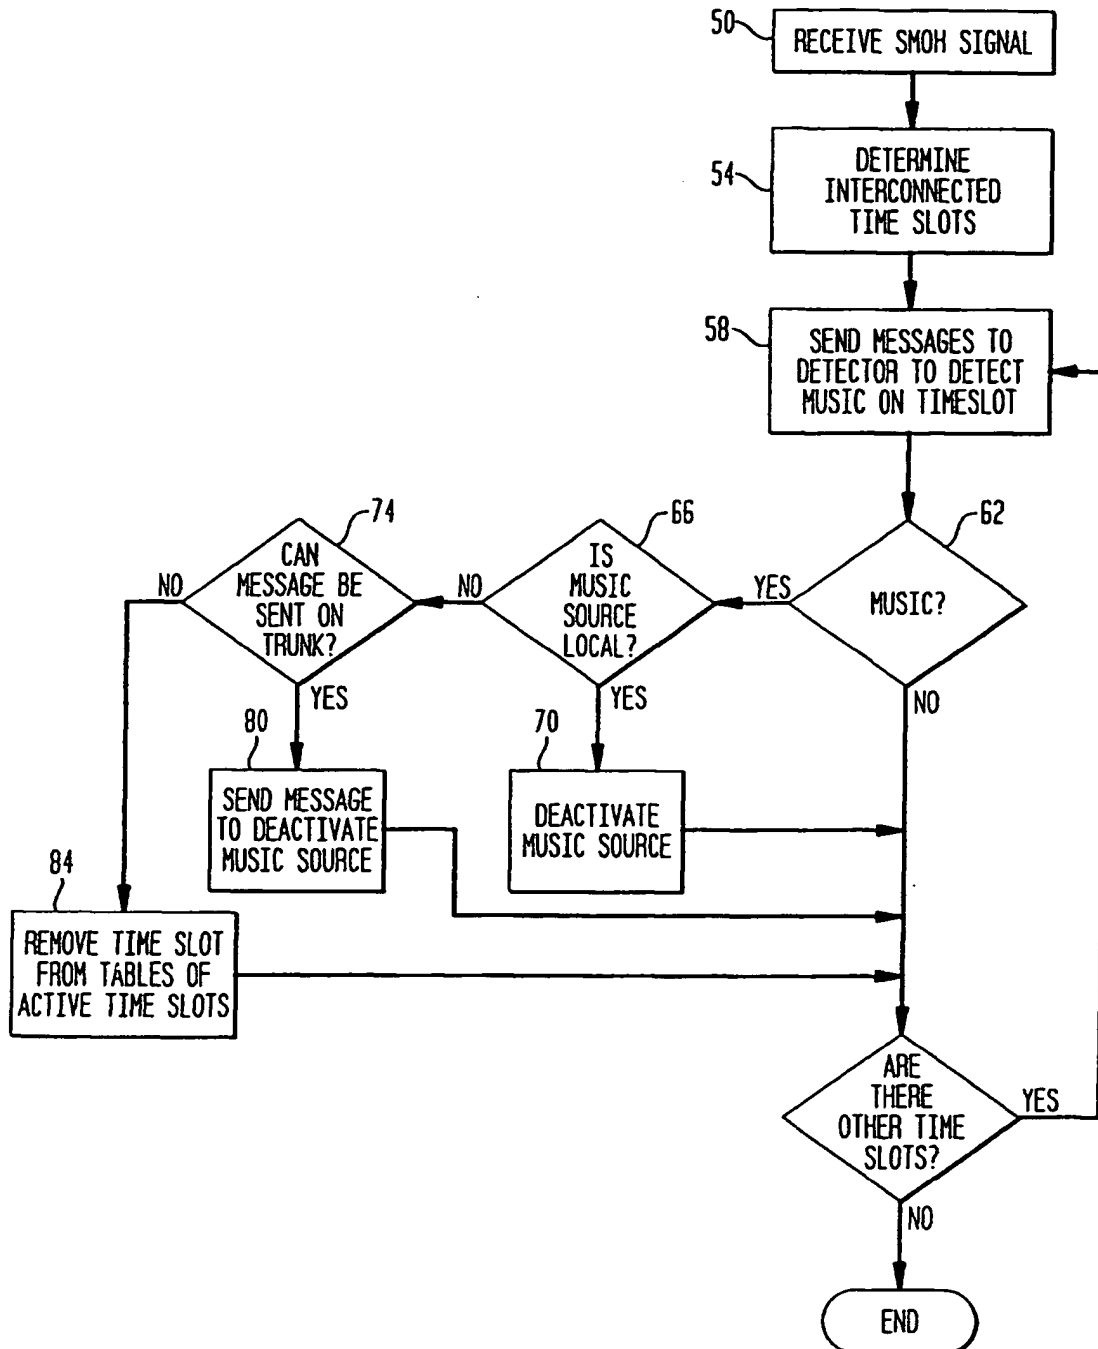 50
RECEIVE SMOH SIGNAL
54
DETERMINE
INTERCONNECTED
TIME SLOTS
58
SEND MESSAGES TO
DETECTOR TO DETECT
MUSIC ON TIMESLOT
74
CAN
MESSAGE BE
SENT ON
TRUNK?
NO
YES
66
IS
MUSIC
SOURCE
LOCAL?
NO
YES
62
MUSIC?
YES
NO
80
SEND MESSAGE
TO DEACTIVATE
MUSIC SOURCE
70
DEACTIVATE
MUSIC SOURCE
84
REMOVE TIME SLOT
FROM TABLES OF
ACTIVE TIME SLOTS
ARE
THERE
OTHER TIME
SLOTS?
YES
NO
END